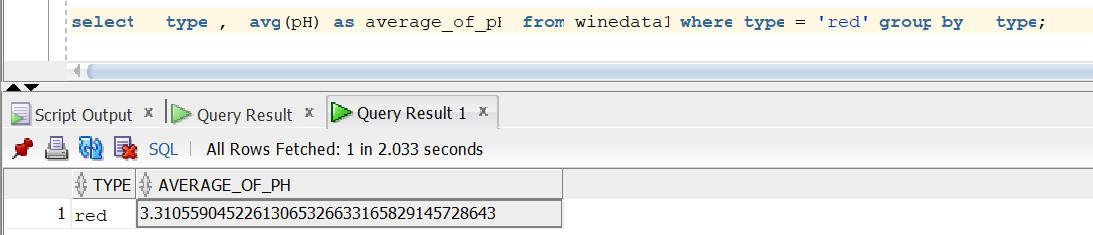 select type , avg(pH) as average_of_pH from winedata1 where type = 'red' group by type;
Script Output x Query Result x Query Result 1 x
SQL | All Rows Fetched: 1 in 2.033 seconds
TYPE AVERAGE_OF_PH
1 red 3.31055904522613065326633165829145728643